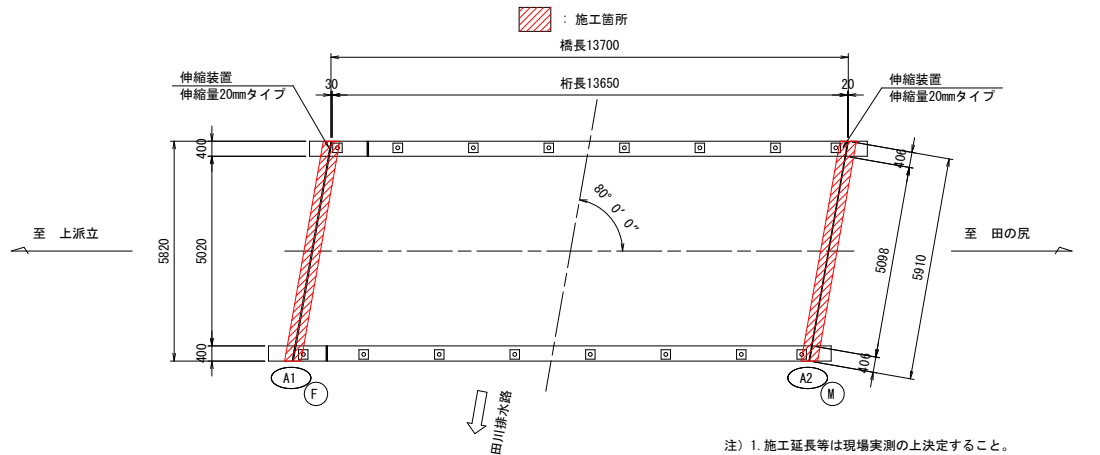 ：施工箇所
橋長13700
伸縮装置
伸縮量20mmタイプ
30
桁長13650
20
伸縮装置
伸縮量20mmタイプ
400
5820
5020
400
406
5098
5910
406
80° 0′ 0″
至 上派立
至 田の尻
A1
F
A2
M
田川排水路
注）1.施工延長等は現場実測の上決定すること。